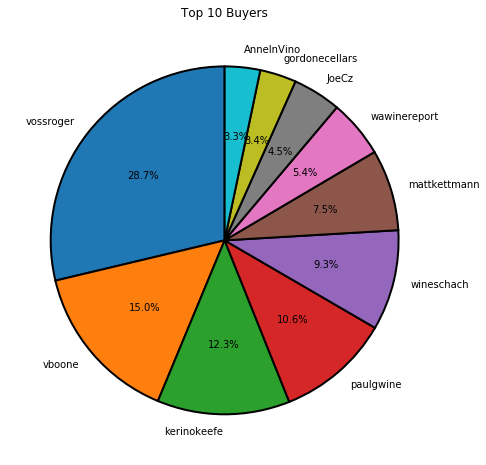 Top 10 Buyers
AnneInVino
gordonecellars
JoeCz
wawinereport
mattkettmann
wineschach
paulgwine
kerinokeefe
vboone
vossroger
3.3%
3.4%
4.5%
5.4%
7.5%
9.3%
10.6%
12.3%
15.0%
28.7%